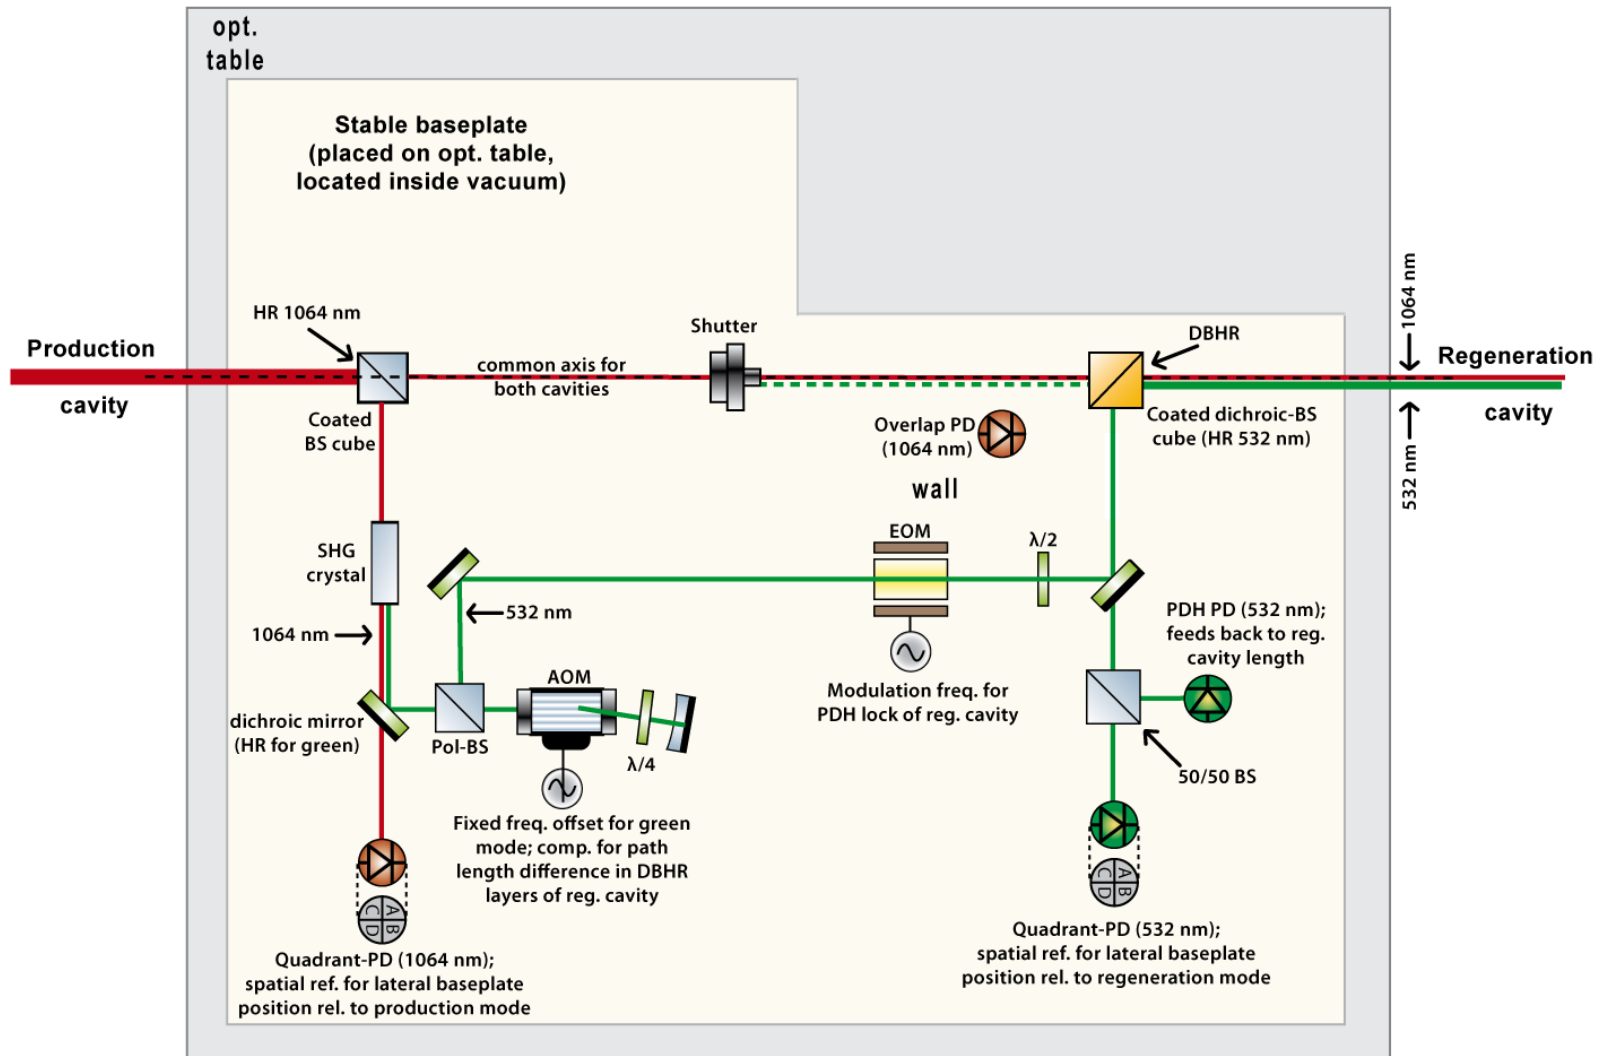 opt.
table
Stable baseplate
(placed on opt. table,
located inside vacuum)
HR 1064 nm
Shutter
DBHR
1064 nm
Production
cavity
common axis for
both cavities
Regeneration
cavity
Coated
BS cube
Overlap PD
(1064 nm)
Coated dichroic-BS
cube (HR 532 nm)
532 nm
wall
SHG
crystal
EOM
λ/2
532 nm
1064 nm
PDH PD (532 nm);
feeds back to reg.
cavity length
AOM
Modulation freq. for
PDH lock of reg. cavity
dichroic mirror
(HR for green)
Pol-BS
λ/4
50/50 BS
Fixed freq. offset for green
mode; comp. for path
length difference in DBHR
layers of reg. cavity
A B
C D
A B
C D
Quadrant-PD (1064 nm);
spatial ref. for lateral baseplate
position rel. to production mode
Quadrant-PD (532 nm);
spatial ref. for lateral baseplate
position rel. to regeneration mode